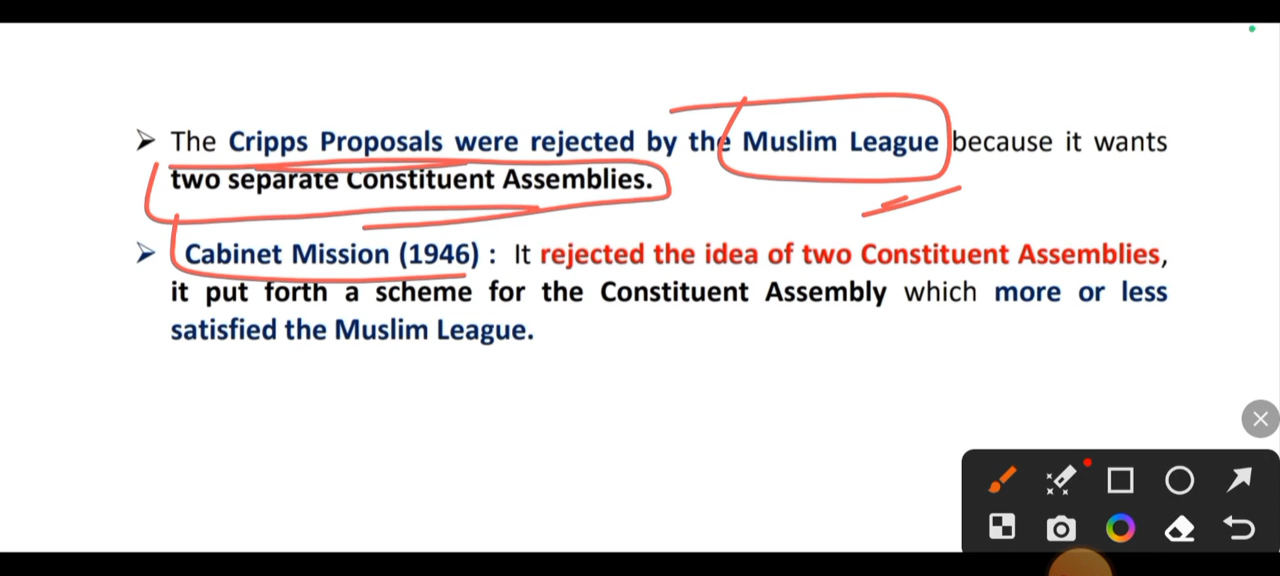 The Cripps Proposals were rejected by the Muslim League because it wants
two separate Constituent Assemblies.
Cabinet Mission (1946) : It rejected the idea of two Constituent Assemblies,
it put forth a scheme for the Constituent Assembly which more or less
satisfied the Muslim League.